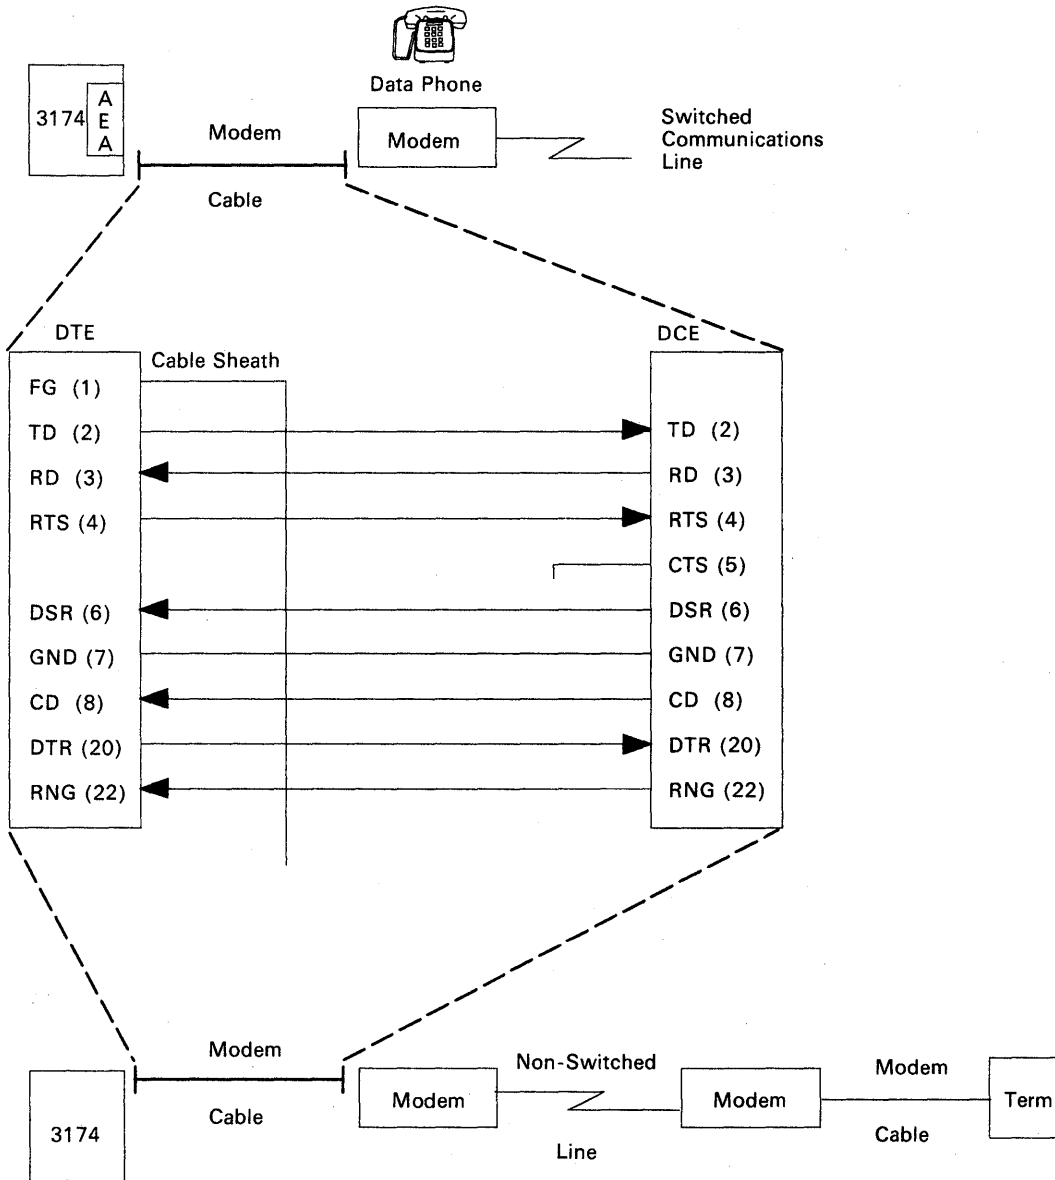 Data Phone
3174
A
E
A
Modem
Modem
Switched
Communications
Line
Cable
DTE
DCE
Cable Sheath
FG (1)
TD (2)
TD (2)
RD (3)
RD (3)
RTS (4)
RTS (4)
CTS (5)
DSR (6)
DSR (6)
GND (7)
GND (7)
CD (8)
CD (8)
DTR (20)
DTR (20)
RNG (22)
RNG (22)
Modem
Non-Switched
Modem
Modem
Modem
Term
3174
Cable
Line
Cable